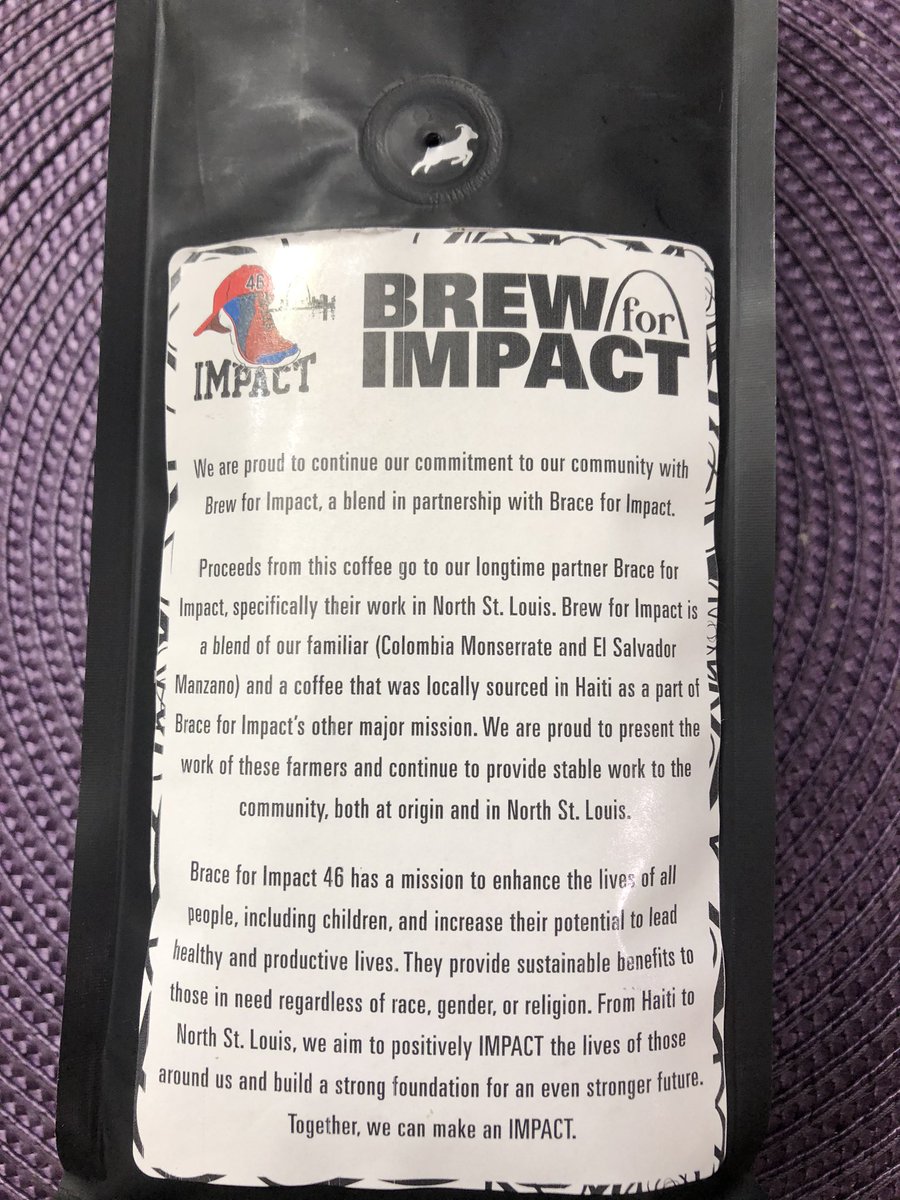 46
IMPACT
BREW for
IMPACT
We are proud to continue our commitment to our community with
Brew for Impact, a blend in partnership with Brace for Impact.
Proceeds from this coffee go to our longtime partner Brace for
Impact, specifically their work in North St. Louis. Brew for Impact is
a blend of our familiar (Colombia Monserrate and El Salvador
Manzano) and a coffee that was locally sourced in Haiti as a part of
Brace for Impact's other major mission. We are proud to present the
work of these farmers and continue to provide stable work to the
community, both at origin and in North St. Louis.
Brace for Impact 46 has a mission to enhance the lives of all
people, including children, and increase their potential to lead
healthy and productive lives. They provide sustainable benefits to
those in need regardless of race, gender, or religion. From Haiti to
North St. Louis, we aim to positively IMPACT the lives of those
around us and build a strong foundation for an even stronger future.
Together, we can make an IMPACT.